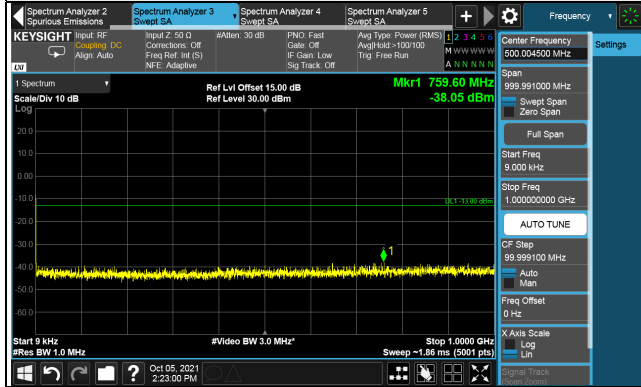 Spectrum Analyzer 2
Spurious Emissions
Spectrum Analyzer 3
Swept SA
Spectrum Analyzer 4
Swept SA
Spectrum Analyzer 5
Swept SA
+
Frequency
KEYSIGHT
Input: RF
Coupling: DC
Align: Auto
Input Z: 50 Ω
Corrections: Off
Freq Ref: Int (S)
NFE: Adaptive
#Atten: 30 dB
PNO: Fast
Gate: Off
IF Gain: Low
Sig Track: Off
Avg Type: Power (RMS)
Avg|Hold:>100/100
Trig: Free Run
1 2 3 4 5 6
M W W W W W
A N N N N N
LXI
1 Spectrum
Scale/Div 10 dB
Ref Lvl Offset 15.00 dB
Ref Level 30.00 dBm
Mkr1 759.60 MHz
-38.05 dBm
Log
20.0
10.0
0.00
-10.0
-20.0
-30.0
-40.0
-50.0
-60.0
DL1 -13.00 dBm
1
Start 9 kHz
#Res BW 1.0 MHz
#Video BW 3.0 MHz*
Stop 1.0000 GHz
Sweep ~1.86 ms (5001 pts)
Center Frequency
500.004500 MHz
Settings
Span
999.991000 MHz
Swept Span
Zero Span
Full Span
Start Freq
9.000 kHz
Stop Freq
1.000000000 GHz
AUTO TUNE
CF Step
99.999100 MHz
Auto
Man
Freq Offset
0 Hz
X Axis Scale
Log
Lin
Signal Track
(Span Zoom)
?
Oct 05, 2021
2:23:00 PM